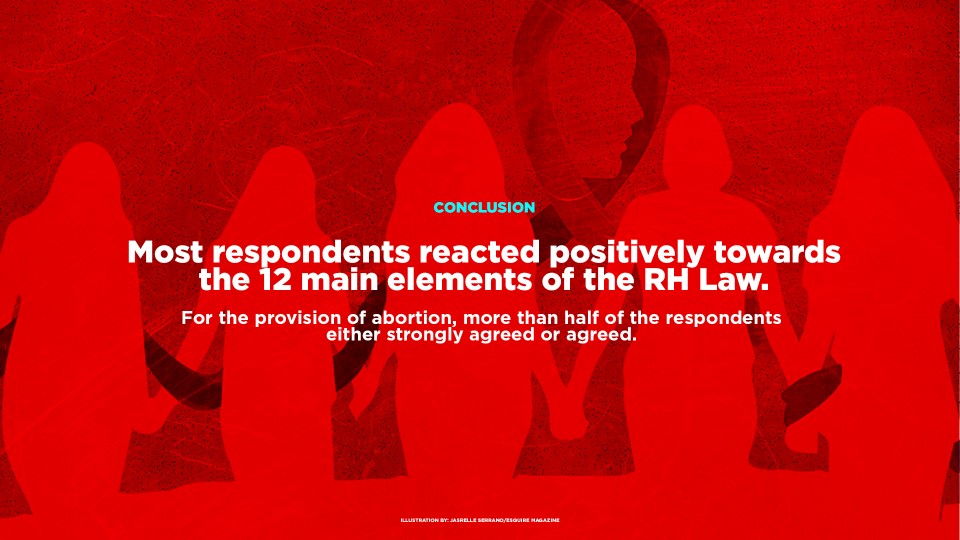 CONCLUSION
Most respondents reacted positively towards
the 12 main elements of the RH Law.
For the provision of abortion, more than half of the respondents
either strongly agreed or agreed.
ILLUSTRATION BY: JASRELLE SERRANO/ESQUIRE MAGAZINE